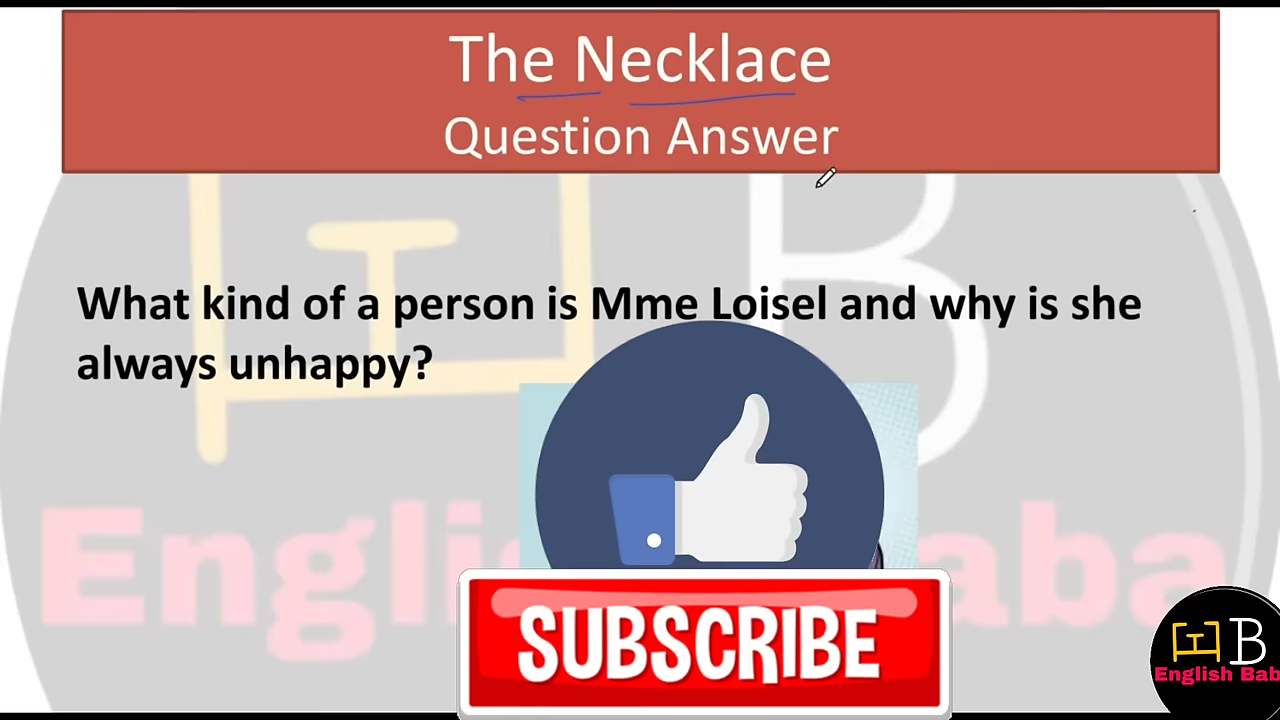 The Necklace
Question Answer
What kind of a person is Mme Loisel and why is she
always unhappy?
SUBSCRIBE
B
English Bab